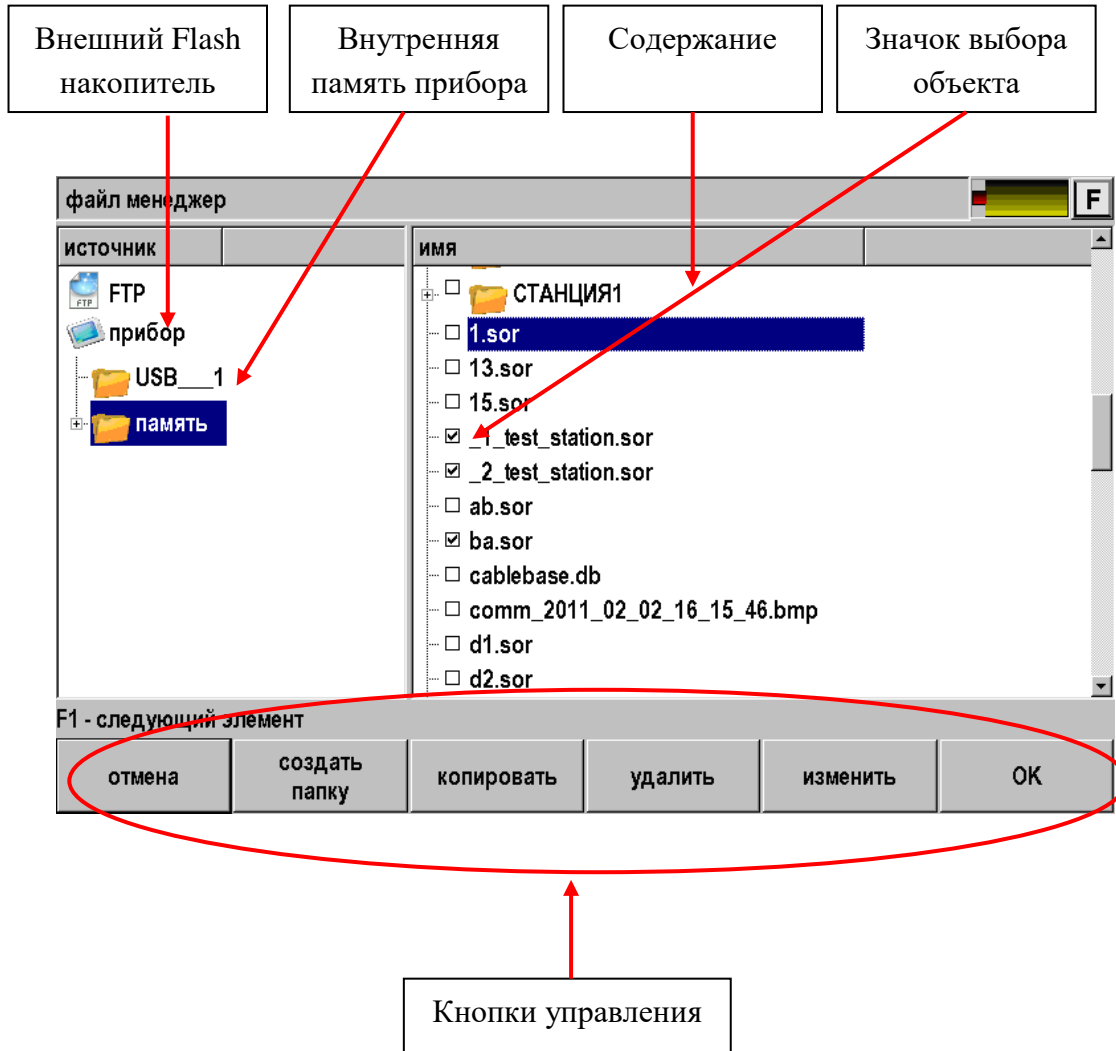 Внешний Flash
накопитель
Внутренняя
память прибора
Содержание
Значок выбора
объекта
файл менеджер
F
источник
имя
FTP
FTP
прибор
USB___1
память
СТАНЦИЯ1
1.sor
13.sor
15.sor
_1_test_station.sor
_2_test_station.sor
ab.sor
ba.sor
cablebase.db
comm_2011_02_02_16_15_46.bmp
d1.sor
d2.sor
F1 - следующий элемент
отмена
создать
папку
копировать
удалить
изменить
OK
Кнопки управления